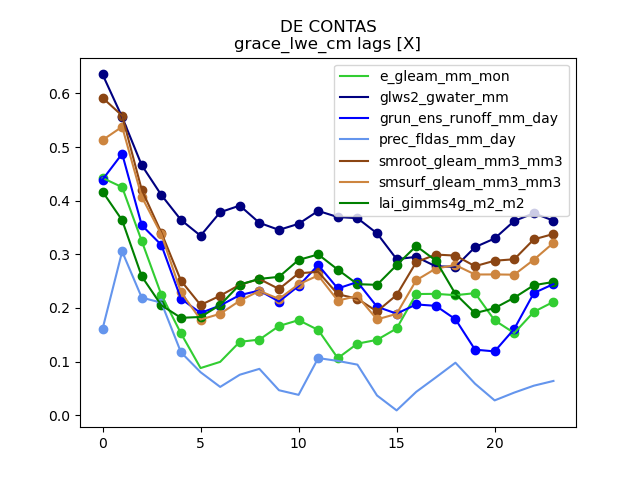 DE CONTAS
grace_lwe_cm lags [X]
e_gleam_mm_mon
glws2_gwater_mm
grun_ens_runoff_mm_day
prec_fldas_mm_day
smroot_gleam_mm3_mm3
smsurf_gleam_mm3_mm3
lai_gimms4g_m2_m2
0.6
0.5
0.4
0.3
0.2
0.1
0.0
0 5 10 15 20